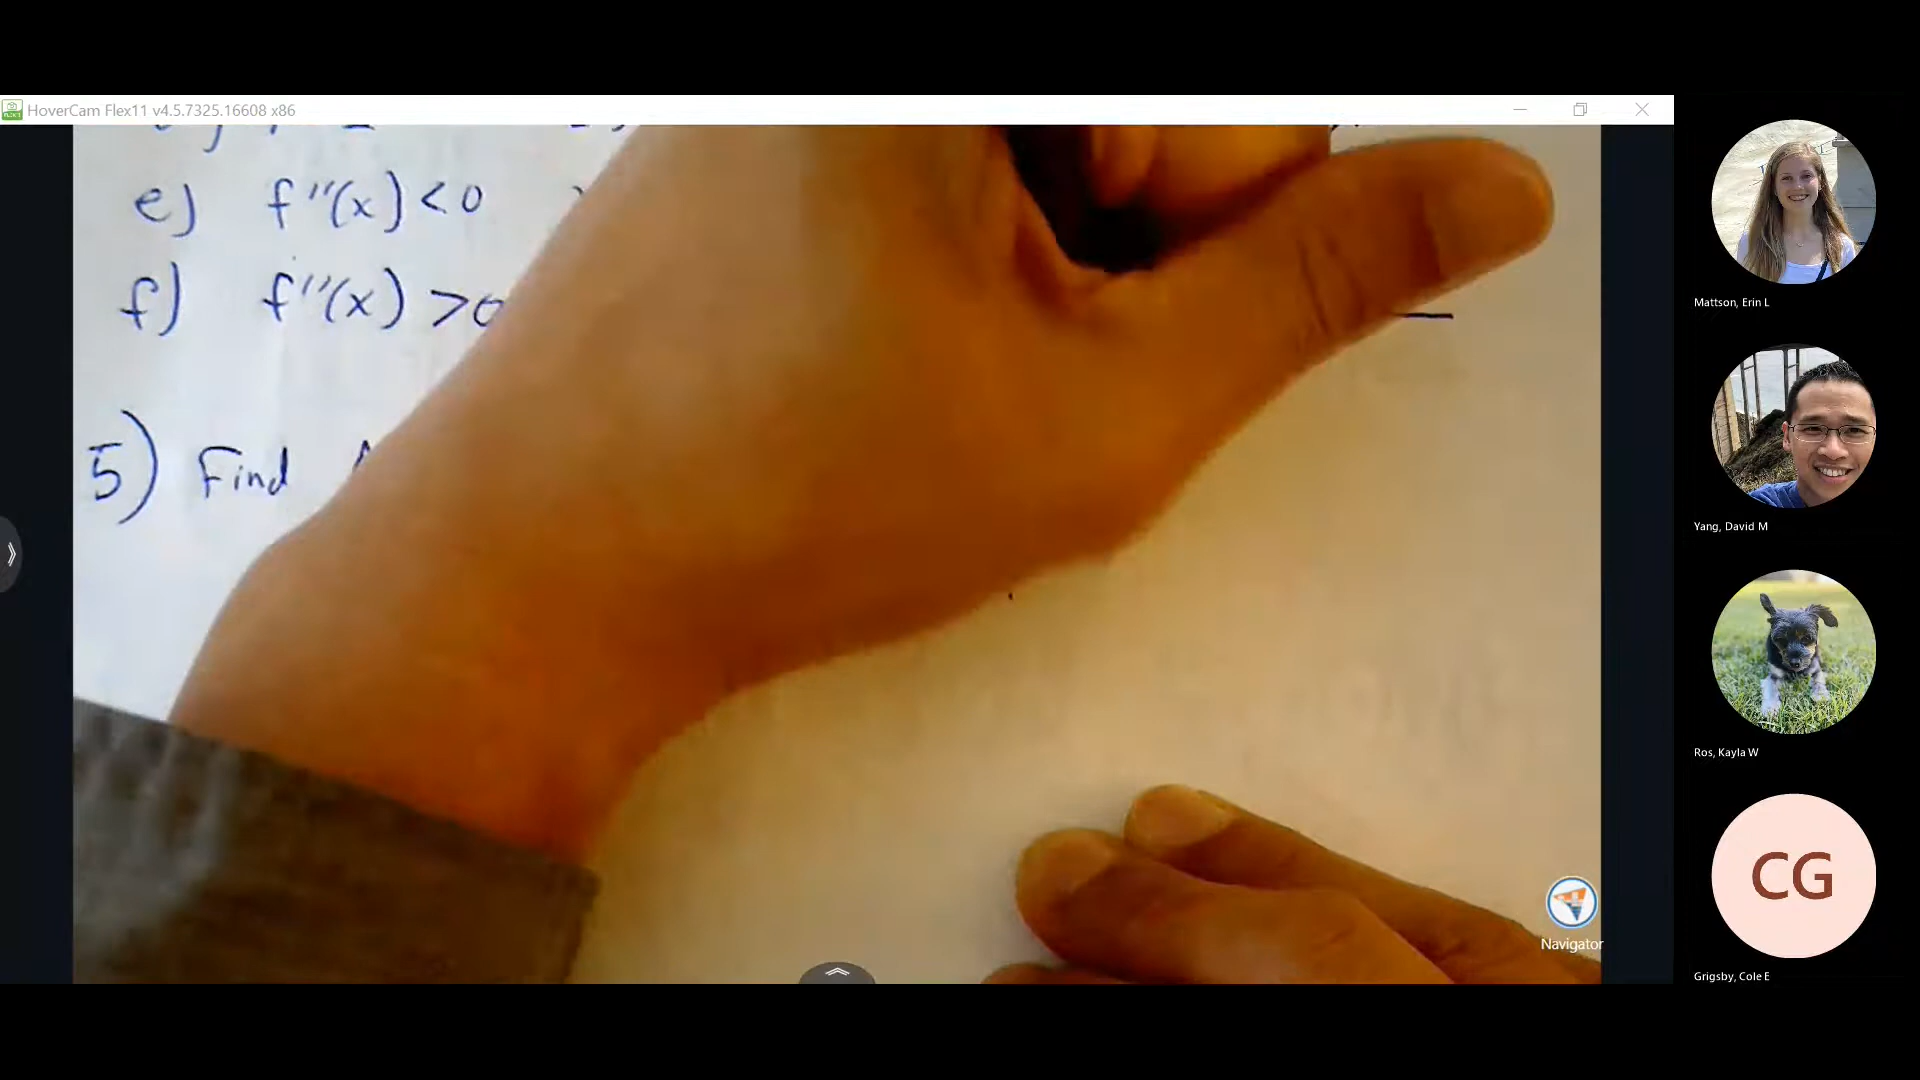 HoverCam Flex11 v4.5.7325.16608 x86
e) f''(x) < 0
f) f''(x) > 0
5) Find
Navigator
Mattson, Erin L
Yang, David M
Ros, Kayla W
CG
Grigsby, Cole E